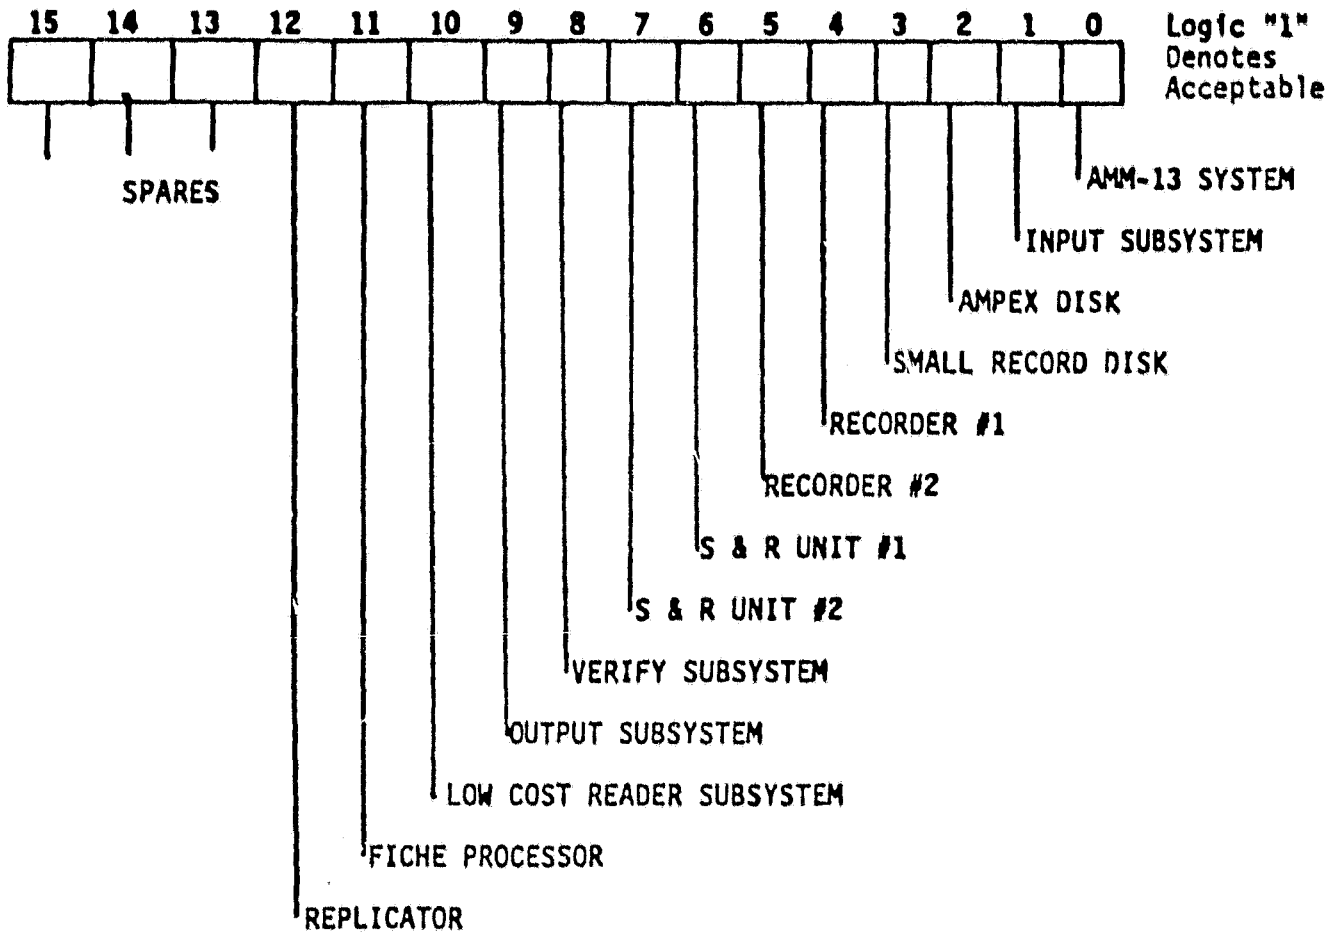 15 14 13 12 11 10 9 8 7 6 5 4 3 2 1 0
Logic "1"
Denotes
Acceptable
SPARES
AMM-13 SYSTEM
INPUT SUBSYSTEM
AMPEX DISK
SMALL RECORD DISK
RECORDER #1
RECORDER #2
S & R UNIT #1
S & R UNIT #2
VERIFY SUBSYSTEM
OUTPUT SUBSYSTEM
LOW COST READER SUBSYSTEM
FICHE PROCESSOR
REPLICATOR